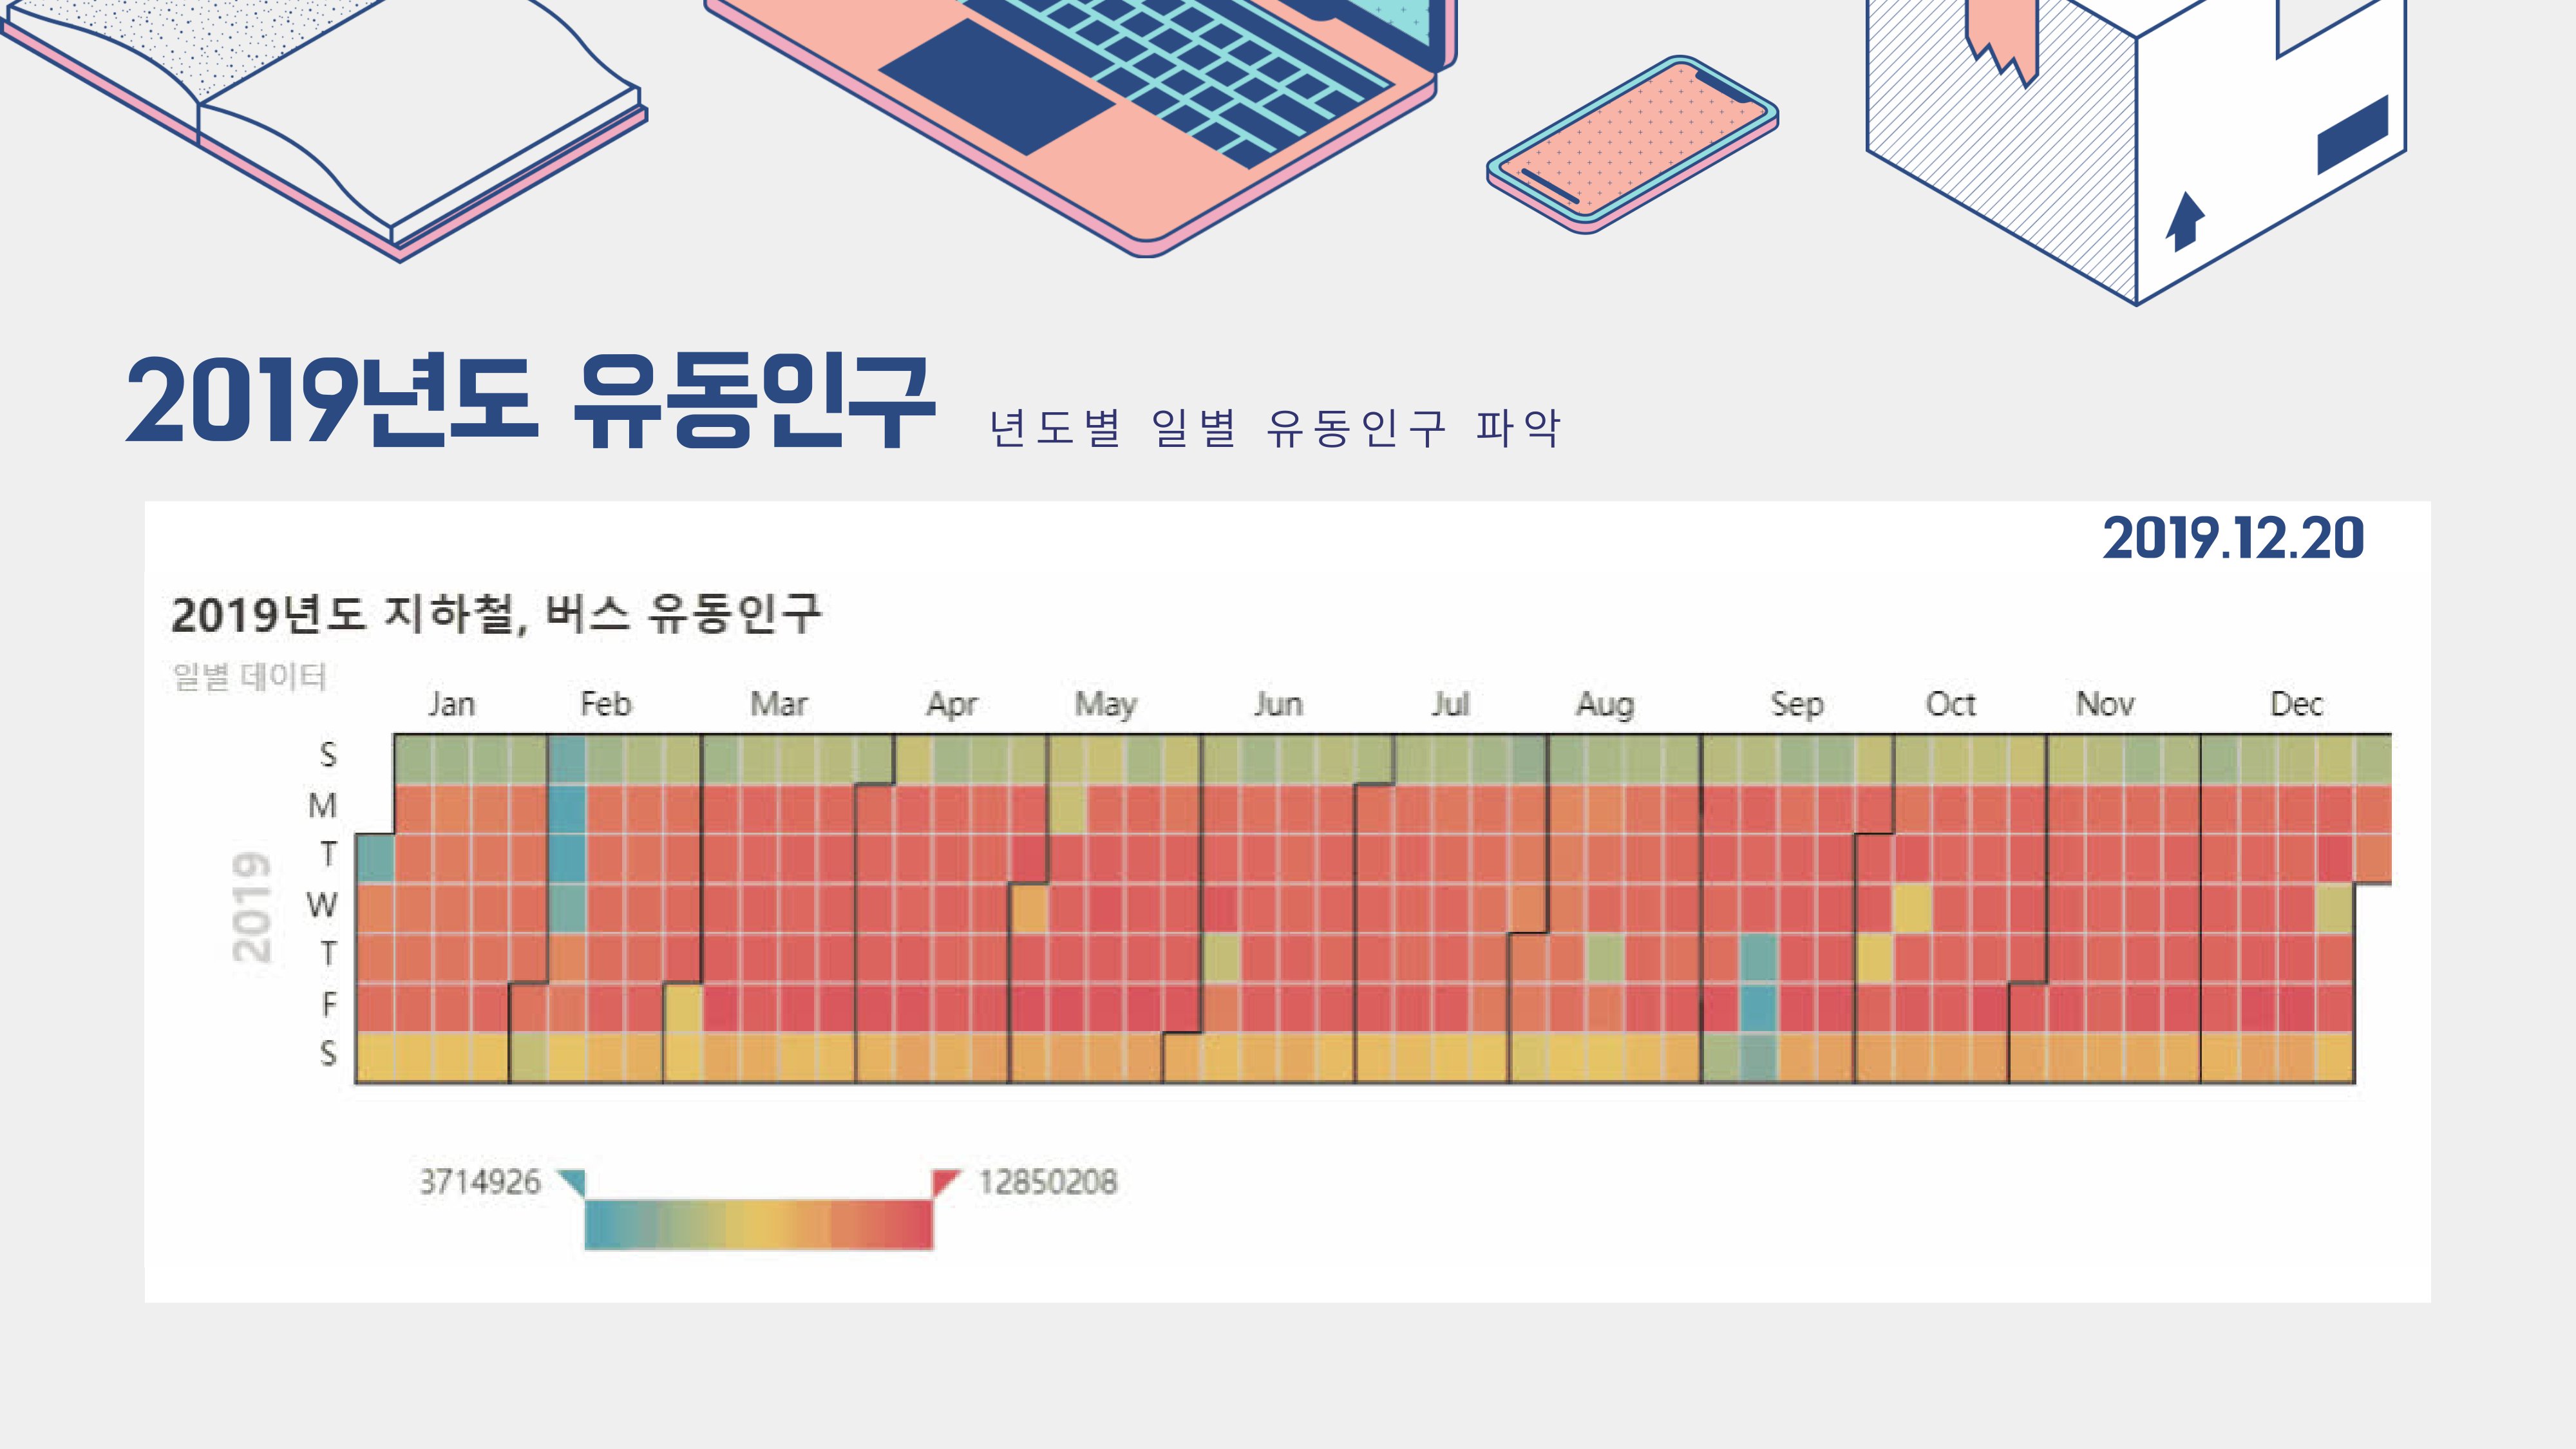 2019년도 유동인구 년도별 일별 유동인구 파악
2019.12.20
2019년도 지하철, 버스 유동인구
일별 데이터
Jan Feb Mar Apr May Jun Jul Aug Sep Oct Nov Dec
S
M
T
W
T
F
S
2019
3714926 12850208